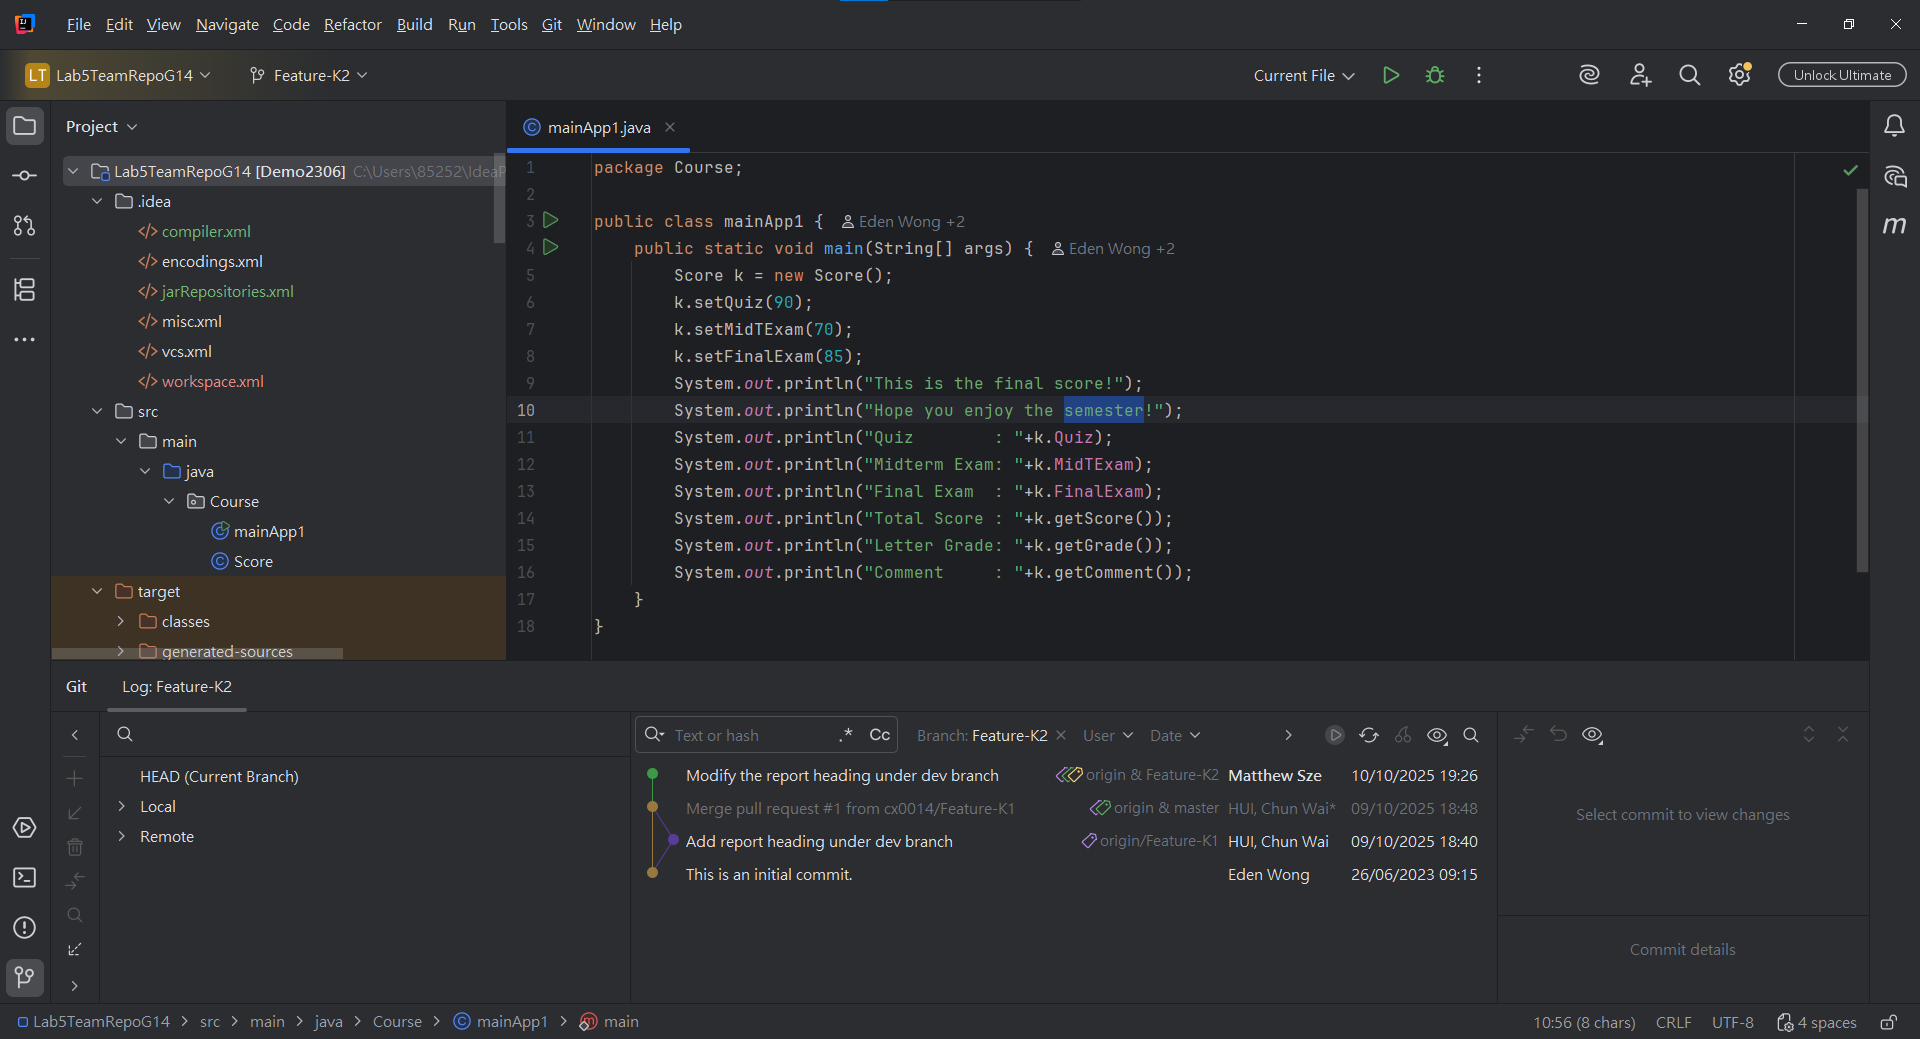 File Edit View Navigate Code Refactor Build Run Tools Git Window Help
LT Lab5TeamRepoG14 Feature-K2 Current File Unlock Ultimate
Project
mainApp1.java
Lab5TeamRepoG14 [Demo2306] C:\Users\85252\IdeaP
.idea
compiler.xml
encodings.xml
jarRepositories.xml
misc.xml
vcs.xml
workspace.xml
src
main
java
Course
mainApp1
Score
target
classes
generated-sources
1 package Course;
2
3 public class mainApp1 { Eden Wong +2
4 public static void main(String[] args) { Eden Wong +2
5 Score k = new Score();
6 k.setQuiz(90);
7 k.setMidTExam(70);
8 k.setFinalExam(85);
9 System.out.println("This is the final score!");
10 System.out.println("Hope you enjoy the semester!");
11 System.out.println("Quiz        : "+k.Quiz);
12 System.out.println("Midterm Exam: "+k.MidTExam);
13 System.out.println("Final Exam  : "+k.FinalExam);
14 System.out.println("Total Score : "+k.getScore());
15 System.out.println("Letter Grade: "+k.getGrade());
16 System.out.println("Comment     : "+k.getComment());
17 }
18 }
Git Log: Feature-K2
HEAD (Current Branch)
Local
Remote
Text or hash .* Cc Branch: Feature-K2 User Date
Modify the report heading under dev branch origin & Feature-K2 Matthew Sze 10/10/2025 19:26
Merge pull request #1 from cx0014/Feature-K1 origin & master HUI, Chun Wai* 09/10/2025 18:48
Add report heading under dev branch origin/Feature-K1 HUI, Chun Wai 09/10/2025 18:40
This is an initial commit. Eden Wong 26/06/2023 09:15
Select commit to view changes
Commit details
Lab5TeamRepoG14 > src > main > java > Course > mainApp1 > main
10:56 (8 chars) CRLF UTF-8 4 spaces